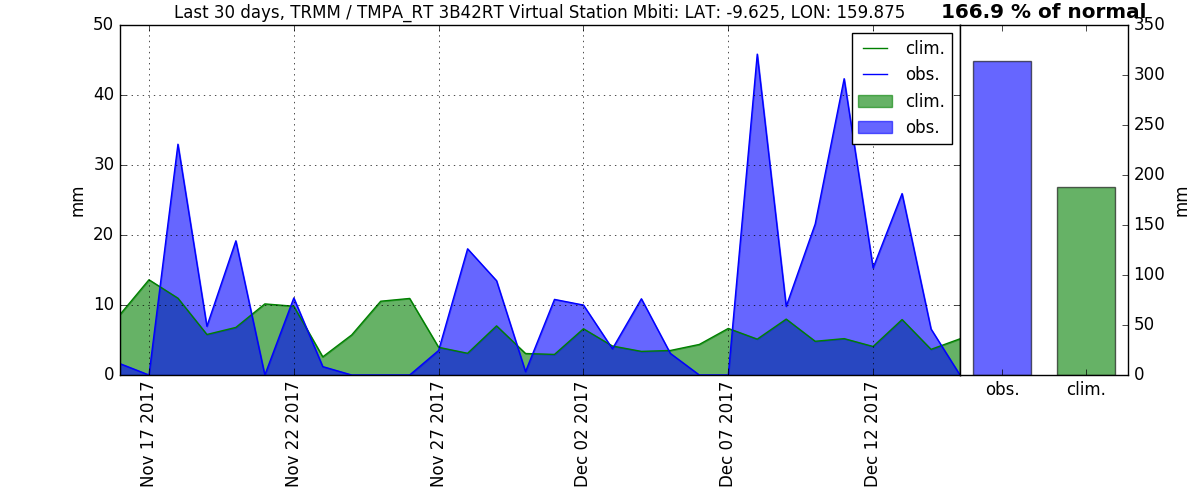 Last 30 days, TRMM / TMPA_RT 3B42RT Virtual Station Mbiti: LAT: -9.625, LON: 159.875
166.9 % of normal
50
40
30
20
10
0
mm
clim.
obs.
clim.
obs.
350
300
250
200
150
100
50
0
mm
Nov 17 2017
Nov 22 2017
Nov 27 2017
Dec 02 2017
Dec 07 2017
Dec 12 2017
obs.
clim.